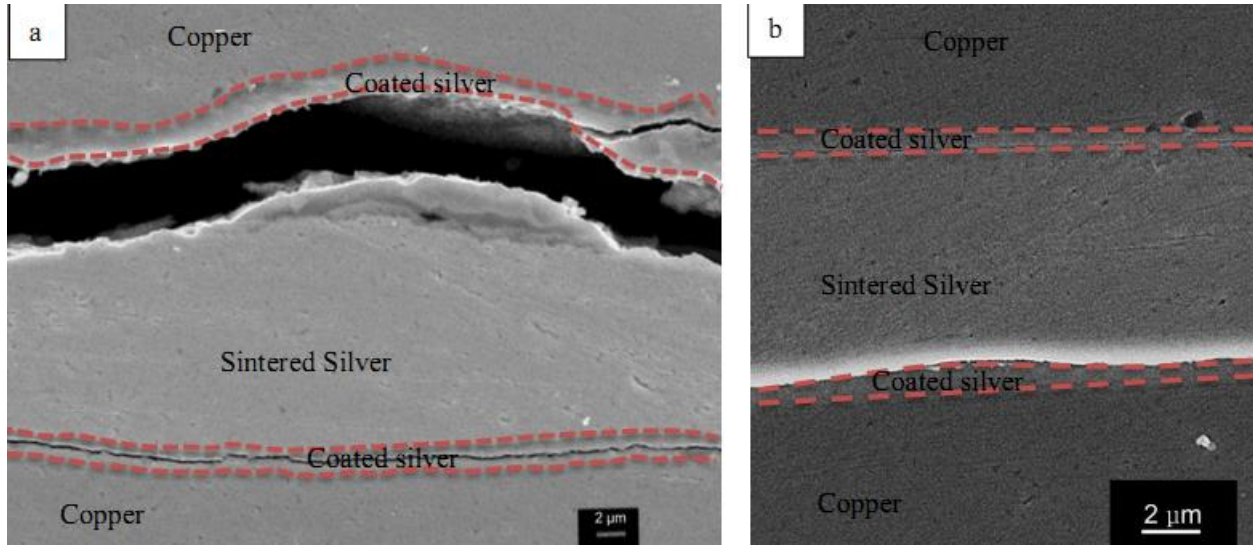 a
Copper
Coated silver
Sintered Silver
Coated silver
Copper
2 μm
b
Copper
Coated silver
Sintered Silver
Coated silver
Copper
2 μm